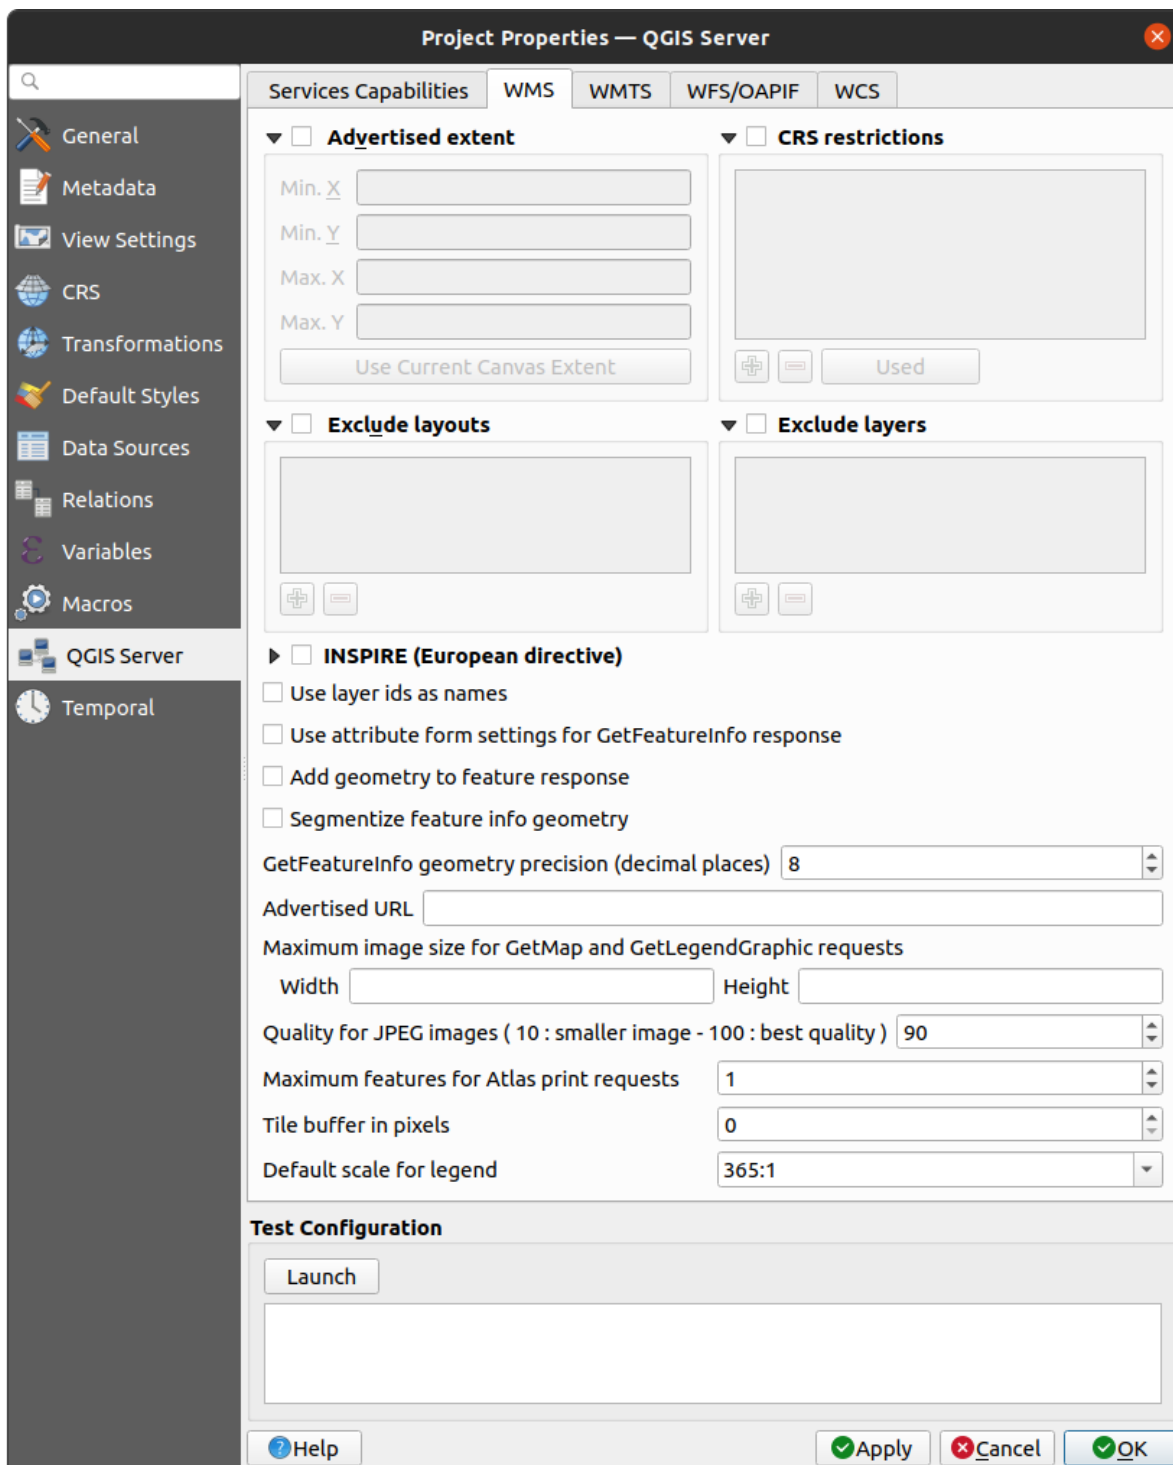 Project Properties — QGIS Server
Services Capabilities WMS WMTS WFS/OAPIF WCS
General
Metadata
View Settings
CRS
Transformations
Default Styles
Data Sources
Relations
Variables
Macros
QGIS Server
Temporal
Advertised extent
Min. X
Min. Y
Max. X
Max. Y
Use Current Canvas Extent
CRS restrictions
Used
Exclude layouts
Exclude layers
INSPIRE (European directive)
Use layer ids as names
Use attribute form settings for GetFeatureInfo response
Add geometry to feature response
Segmentize feature info geometry
GetFeatureInfo geometry precision (decimal places) 8
Advertised URL
Maximum image size for GetMap and GetLegendGraphic requests
Width Height
Quality for JPEG images ( 10 : smaller image - 100 : best quality ) 90
Maximum features for Atlas print requests 1
Tile buffer in pixels 0
Default scale for legend 365:1
Test Configuration
Launch
Help Apply Cancel OK